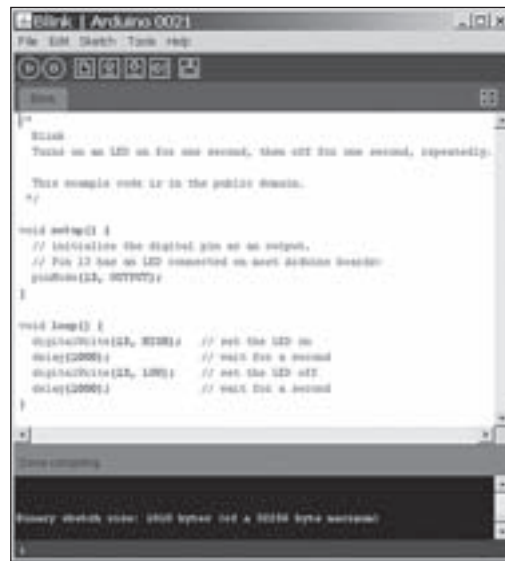 Blink | Arduino 0021
File Edit Sketch Tools Help
Blink
/*
Blink
Turns on an LED on for one second, then off for one second, repeatedly.
This example code is in the public domain.
*/
void setup() {
// initialize the digital pin as an output.
// Pin 13 has an LED connected on most Arduino boards:
pinMode(13, OUTPUT);
}
void loop() {
digitalWrite(13, HIGH); // set the LED on
delay(1000); // wait for a second
digitalWrite(13, LOW); // set the LED off
delay(1000); // wait for a second
}
Done compiling.
Binary sketch size: bytes (of a byte maximum)